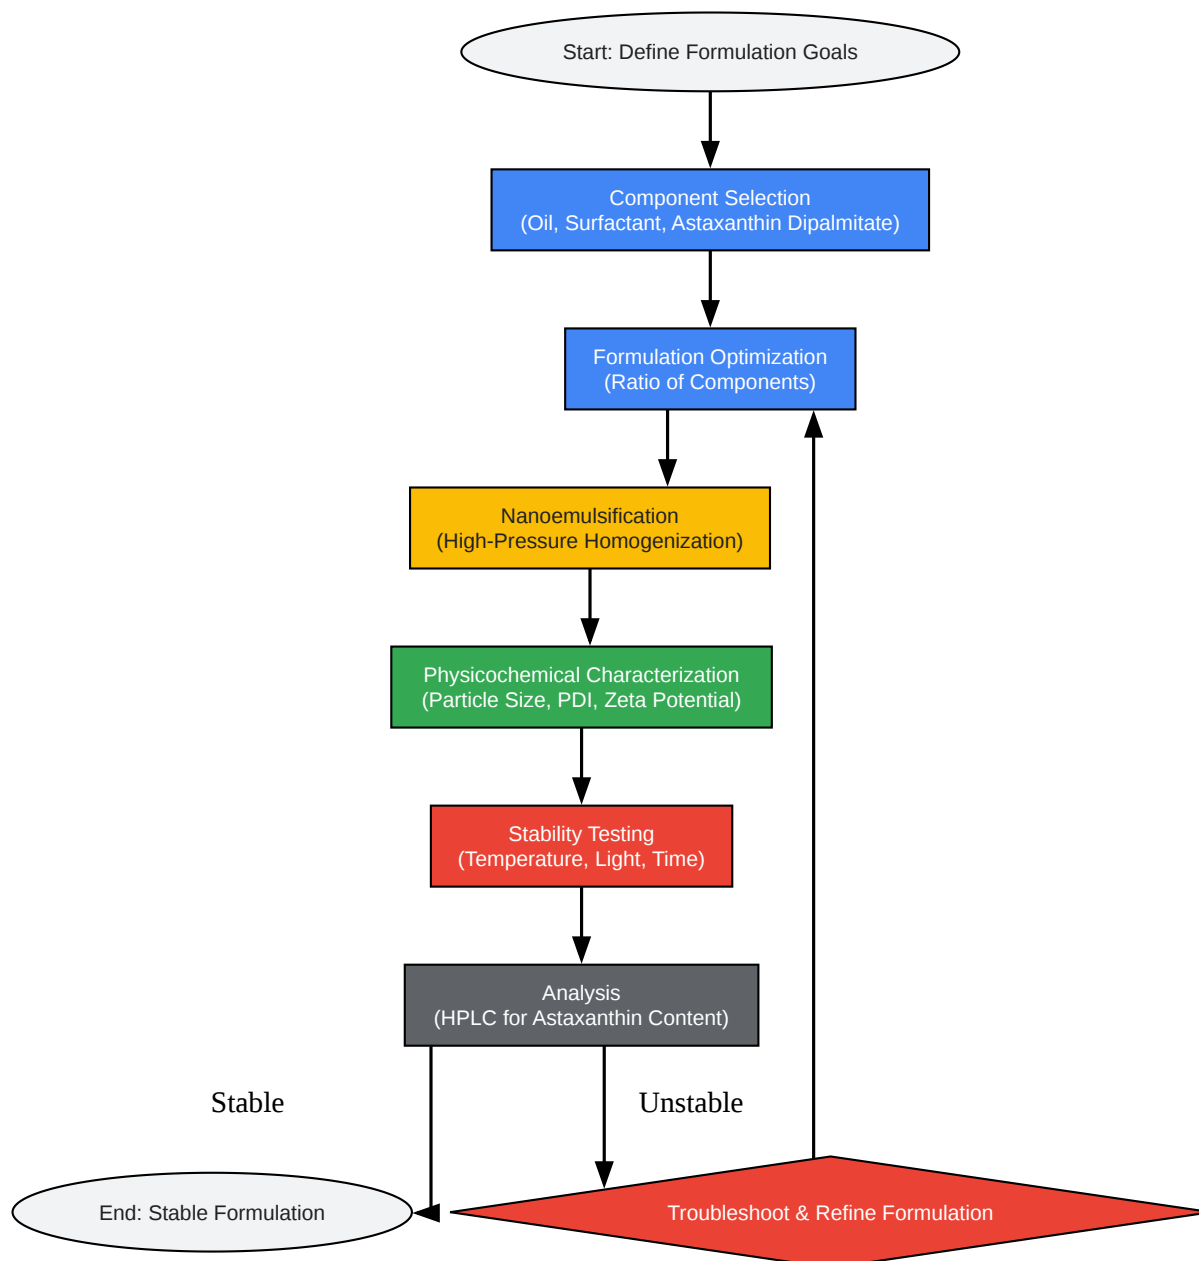 Start: Define Formulation Goals
Component Selection
(Oil, Surfactant, Astaxanthin Dipalmitate)
Formulation Optimization
(Ratio of Components)
Nanoemulsification
(High-Pressure Homogenization)
Physicochemical Characterization
(Particle Size, PDI, Zeta Potential)
Stability Testing
(Temperature, Light, Time)
Analysis
(HPLC for Astaxanthin Content)
Stable
Unstable
End: Stable Formulation
Troubleshoot & Refine Formulation